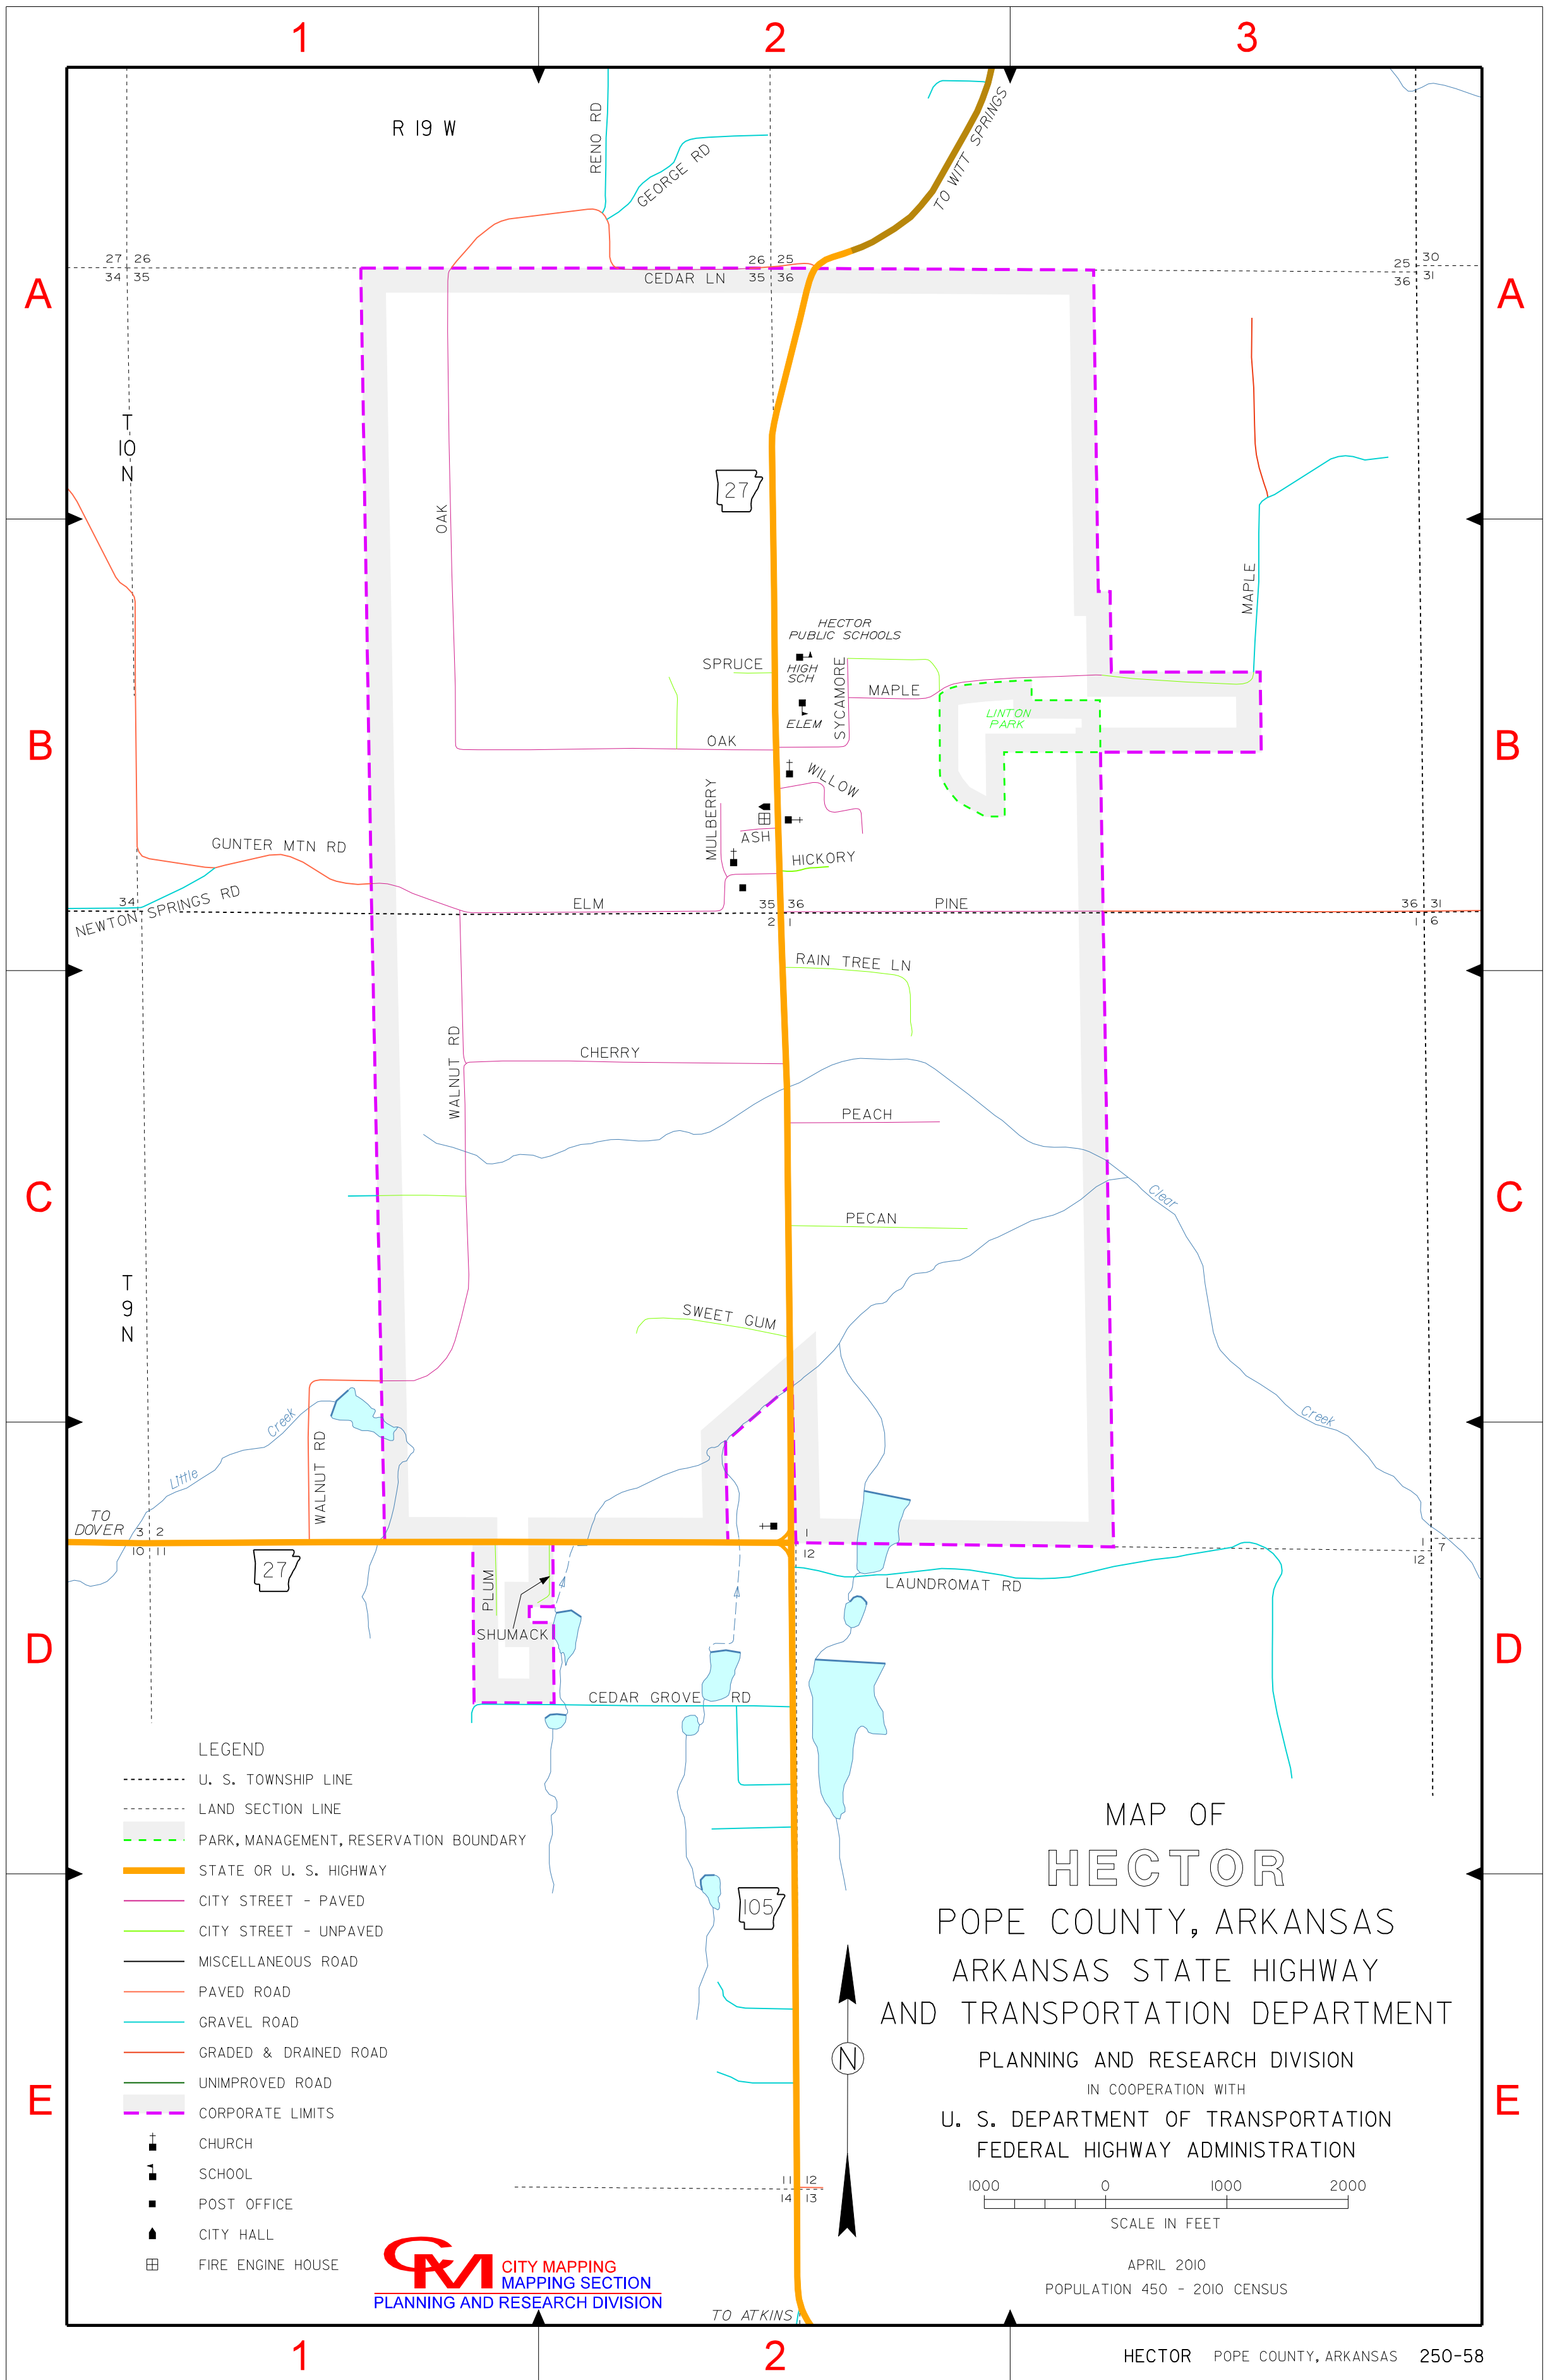 1
2
3
R 19 W
RENO RD
GEORGE RD
TO WITT SPRINGS
27 26
34 35
26 25
35 36
25 30
36 31
CEDAR LN
A
A
T
10
N
OAK
27
MAPLE
HECTOR
PUBLIC SCHOOLS
SPRUCE
HIGH
SCH
SYCAMORE
MAPLE
ELEM
LINTON
PARK
OAK
B
B
WILLOW
MULBERRY
ASH
GUNTER MTN RD
HICKORY
34
NEWTON SPRINGS RD
ELM
35 36
2 1
PINE
36 31
1 6
RAIN TREE LN
WALNUT RD
CHERRY
PEACH
Clear
C
C
PECAN
T
9
N
SWEET GUM
Creek
Creek
Little
WALNUT RD
TO
DOVER
3 2
10 11
1
12
1 7
12
27
PLUM
LAUNDROMAT RD
SHUMACK
D
D
CEDAR GROVE RD
LEGEND
U. S. TOWNSHIP LINE
LAND SECTION LINE
PARK, MANAGEMENT, RESERVATION BOUNDARY
STATE OR U. S. HIGHWAY
CITY STREET - PAVED
CITY STREET - UNPAVED
MISCELLANEOUS ROAD
PAVED ROAD
GRAVEL ROAD
GRADED & DRAINED ROAD
UNIMPROVED ROAD
CORPORATE LIMITS
CHURCH
SCHOOL
POST OFFICE
CITY HALL
FIRE ENGINE HOUSE
105
MAP OF
HECTOR
POPE COUNTY, ARKANSAS
ARKANSAS STATE HIGHWAY
AND TRANSPORTATION DEPARTMENT
N
PLANNING AND RESEARCH DIVISION
IN COOPERATION WITH
U. S. DEPARTMENT OF TRANSPORTATION
FEDERAL HIGHWAY ADMINISTRATION
E
E
11 12
14 13
1000 0 1000 2000
SCALE IN FEET
APRIL 2010
POPULATION 450 - 2010 CENSUS
CM CITY MAPPING
MAPPING SECTION
PLANNING AND RESEARCH DIVISION
TO ATKINS
1
2
HECTOR POPE COUNTY, ARKANSAS 250-58